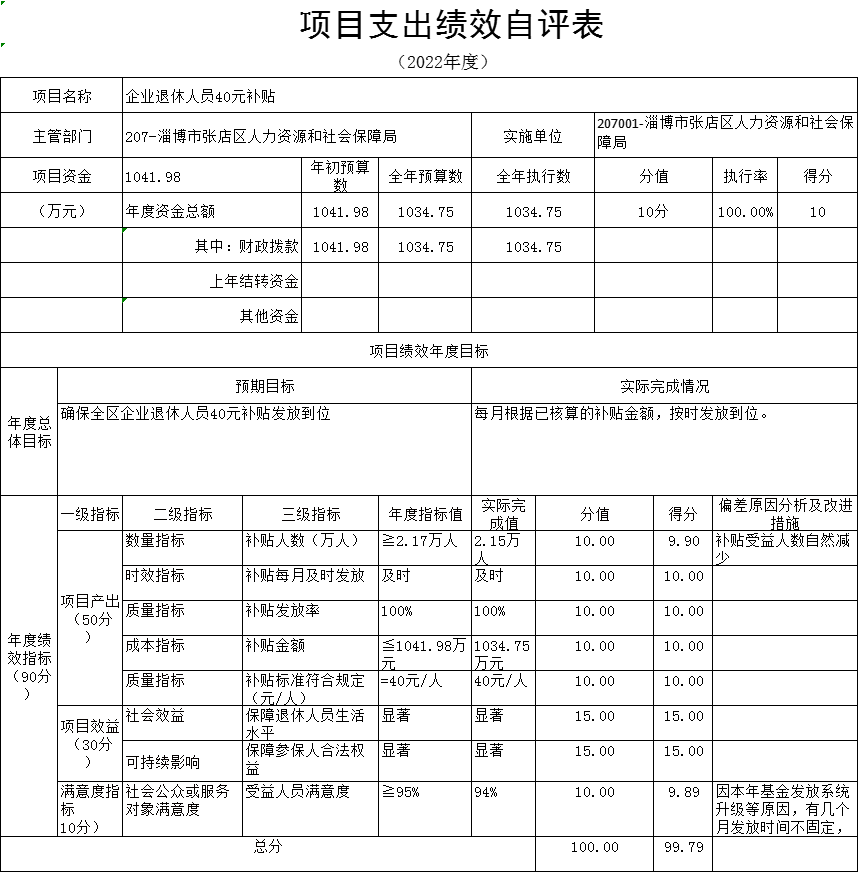 项目支出绩效自评表
（2022年度）
项目名称 企业退休人员40元补贴
主管部门 207-淄博市张店区人力资源和社会保障局 实施单位 207001-淄博市张店区人力资源和社会保
障局
项目资金 1041.98 年初预算
数 全年预算数 全年执行数 分值 执行率 得分
（万元） 年度资金总额 1041.98 1034.75 1034.75 10分 100.00% 10
其中：财政拨款 1041.98 1034.75 1034.75
上年结转资金
其他资金
项目绩效年度目标
年度总
体目标
预期目标 实际完成情况
确保全区企业退休人员40元补贴发放到位 每月根据已核算的补贴金额，按时发放到位。
年度绩
效指标
（90分
）
一级指标 二级指标 三级指标 年度指标值 实际完
成值 分值 得分 偏差原因分析及改进
措施
项目产出
（50分
）
数量指标 补贴人数（万人） ≧2.17万人 2.15万
人 10.00 9.90 补贴受益人数自然减
少
时效指标 补贴每月及时发放 及时 及时 10.00 10.00
质量指标 补贴发放率 100% 100% 10.00 10.00
成本指标 补贴金额 ≦1041.98万
元 1034.75
万元 10.00 10.00
质量指标 补贴标准符合规定
（元/人） =40元/人 40元/人 10.00 10.00
项目效益
（30分
）
社会效益 保障退休人员生活
水平 显著 显著 15.00 15.00
可持续影响 保障参保人合法权
益 显著 显著 15.00 15.00
满意度指
标
10分）
社会公众或服务
对象满意度 受益人员满意度 ≧95% 94% 10.00 9.89 因本年基金发放系统
升级等原因，有几个
月发放时间不固定，
总分 100.00 99.79